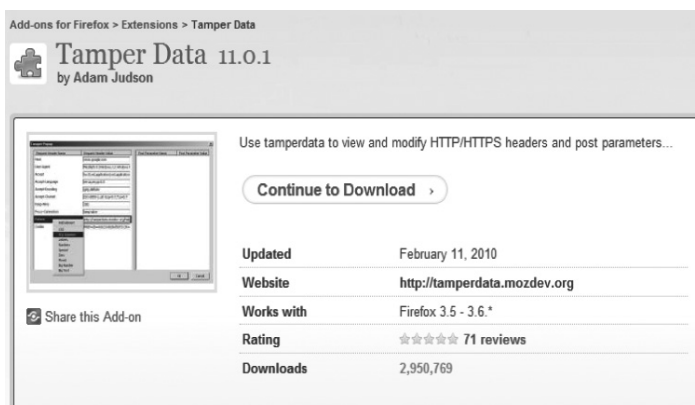 Add-ons for Firefox > Extensions > Tamper Data
Tamper Data 11.0.1
by Adam Judson
Use tamperdata to view and modify HTTP/HTTPS headers and post parameters...
Continue to Download ›
Updated February 11, 2010
Website http://tamperdata.mozdev.org
Works with Firefox 3.5 - 3.6.*
Share this Add-on
Rating 71 reviews
Downloads 2,950,769